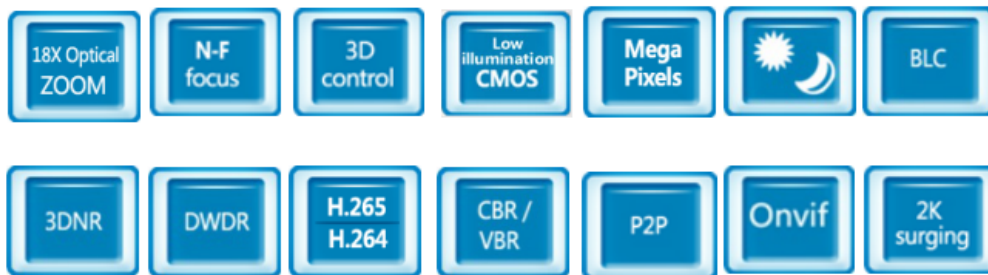 18X Optical
ZOOM
N-F
focus
3D
control
Low
illumination
CMOS
Mega
Pixels
BLC
3DNR
DWDR
H.265
H.264
CBR /
VBR
P2P
Onvif
2K
surging